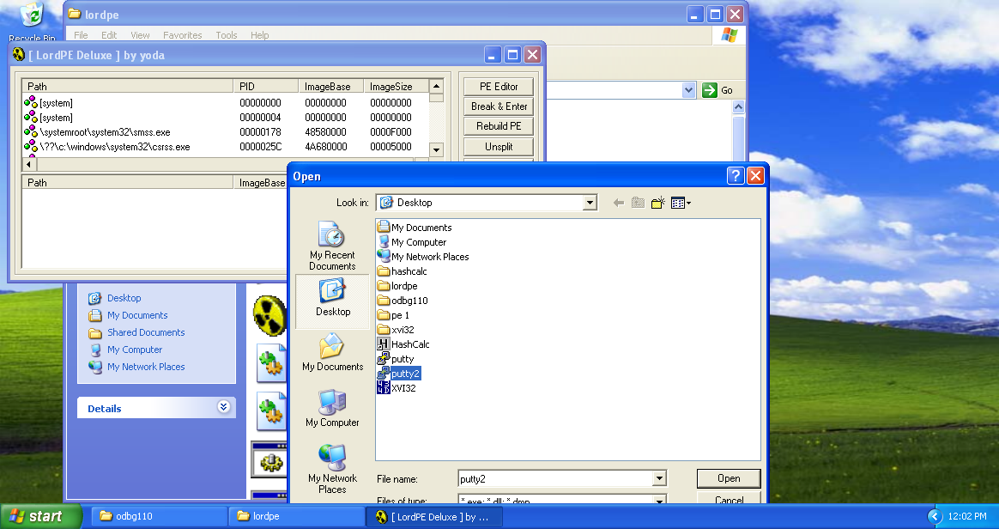 Recycle Bin
lordpe
File Edit View Favorites Tools Help
Go
[ LordPE Deluxe ] by yoda
Path PID ImageBase ImageSize
[system] 00000000 00000000 00000000
[system] 00000004 00000000 00000000
\systemroot\system32\smss.exe 00000178 48580000 0000F000
\??\c:\windows\system32\csrss.exe 0000025C 4A680000 00005000
PE Editor
Break & Enter
Rebuild PE
Unsplit
Path ImageBase
Desktop
My Documents
Shared Documents
My Computer
My Network Places
Details
Open
Look in: Desktop
My Recent
Documents
Desktop
My Documents
My Computer
My Network
Places
My Documents
My Computer
My Network Places
hashcalc
lordpe
odbg110
pe 1
xvi32
HashCalc
putty
putty2
XVI32
File name: putty2 Open
Files of type: *.exe; *.dll; *.dmp Cancel
start odbg110 lordpe [ LordPE Deluxe ] by ... 12:02 PM